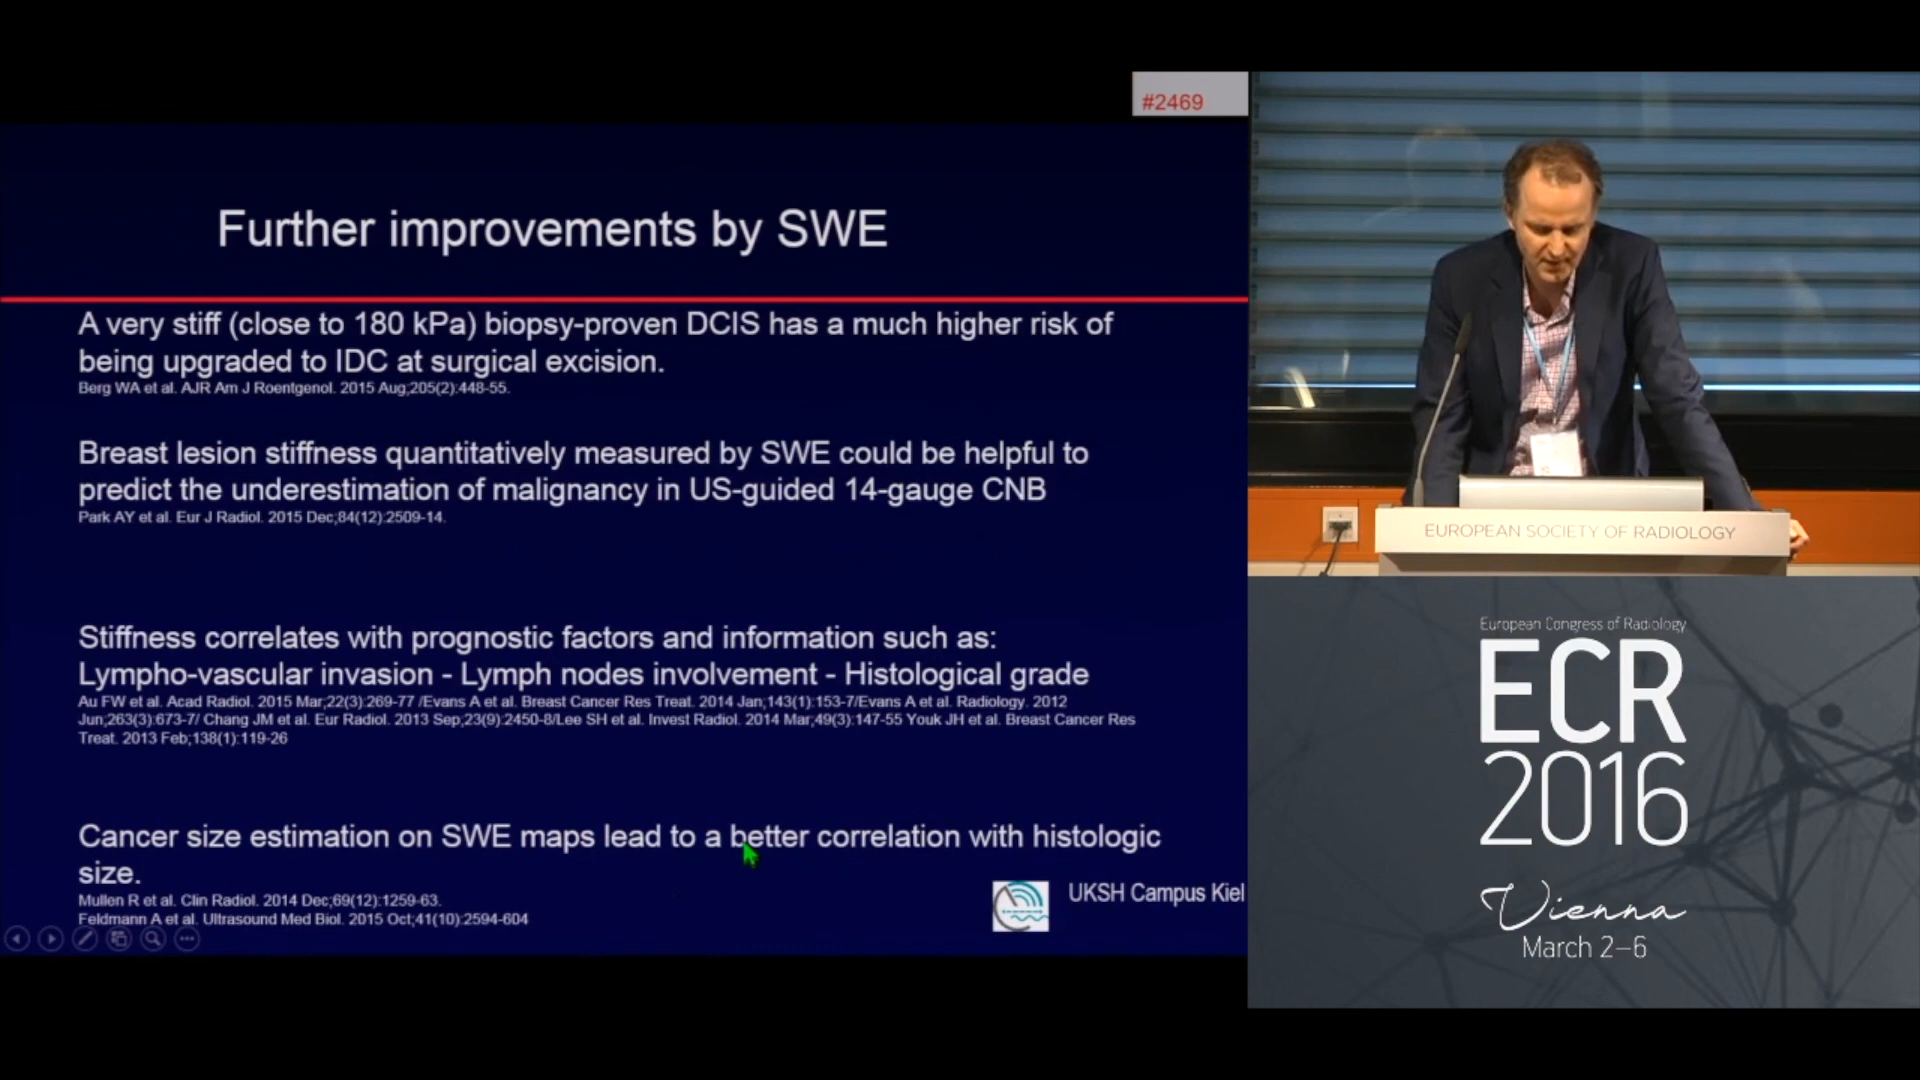 #2469
Further improvements by SWE
A very stiff (close to 180 kPa) biopsy-proven DCIS has a much higher risk of
being upgraded to IDC at surgical excision.
Berg WA et al. AJR Am J Roentgenol. 2015 Aug;205(2):448-55.
Breast lesion stiffness quantitatively measured by SWE could be helpful to
predict the underestimation of malignancy in US-guided 14-gauge CNB
Park AY et al. Eur J Radiol. 2015 Dec;84(12):2509-14.
Stiffness correlates with prognostic factors and information such as:
Lympho-vascular invasion - Lymph nodes involvement - Histological grade
Au FW et al. Acad Radiol. 2015 Mar;22(3):269-77 /Evans A et al. Breast Cancer Res Treat. 2014 Jan;143(1):153-7/Evans A et al. Radiology. 2012
Jun;263(3):673-7/ Chang JM et al. Eur Radiol. 2013 Sep;23(9):2450-8/Lee SH et al. Invest Radiol. 2014 Mar;49(3):147-55 Youk JH et al. Breast Cancer Res
Treat. 2013 Feb;138(1):119-26
Cancer size estimation on SWE maps lead to a better correlation with histologic
size.
Mullen R et al. Clin Radiol. 2014 Dec;69(12):1259-63.
Feldmann A et al. Ultrasound Med Biol. 2015 Oct;41(10):2594-604
UKSH Campus Kiel
EUROPEAN SOCIETY OF RADIOLOGY
European Congress of Radiology
ECR
2016
Vienna
March 2–6